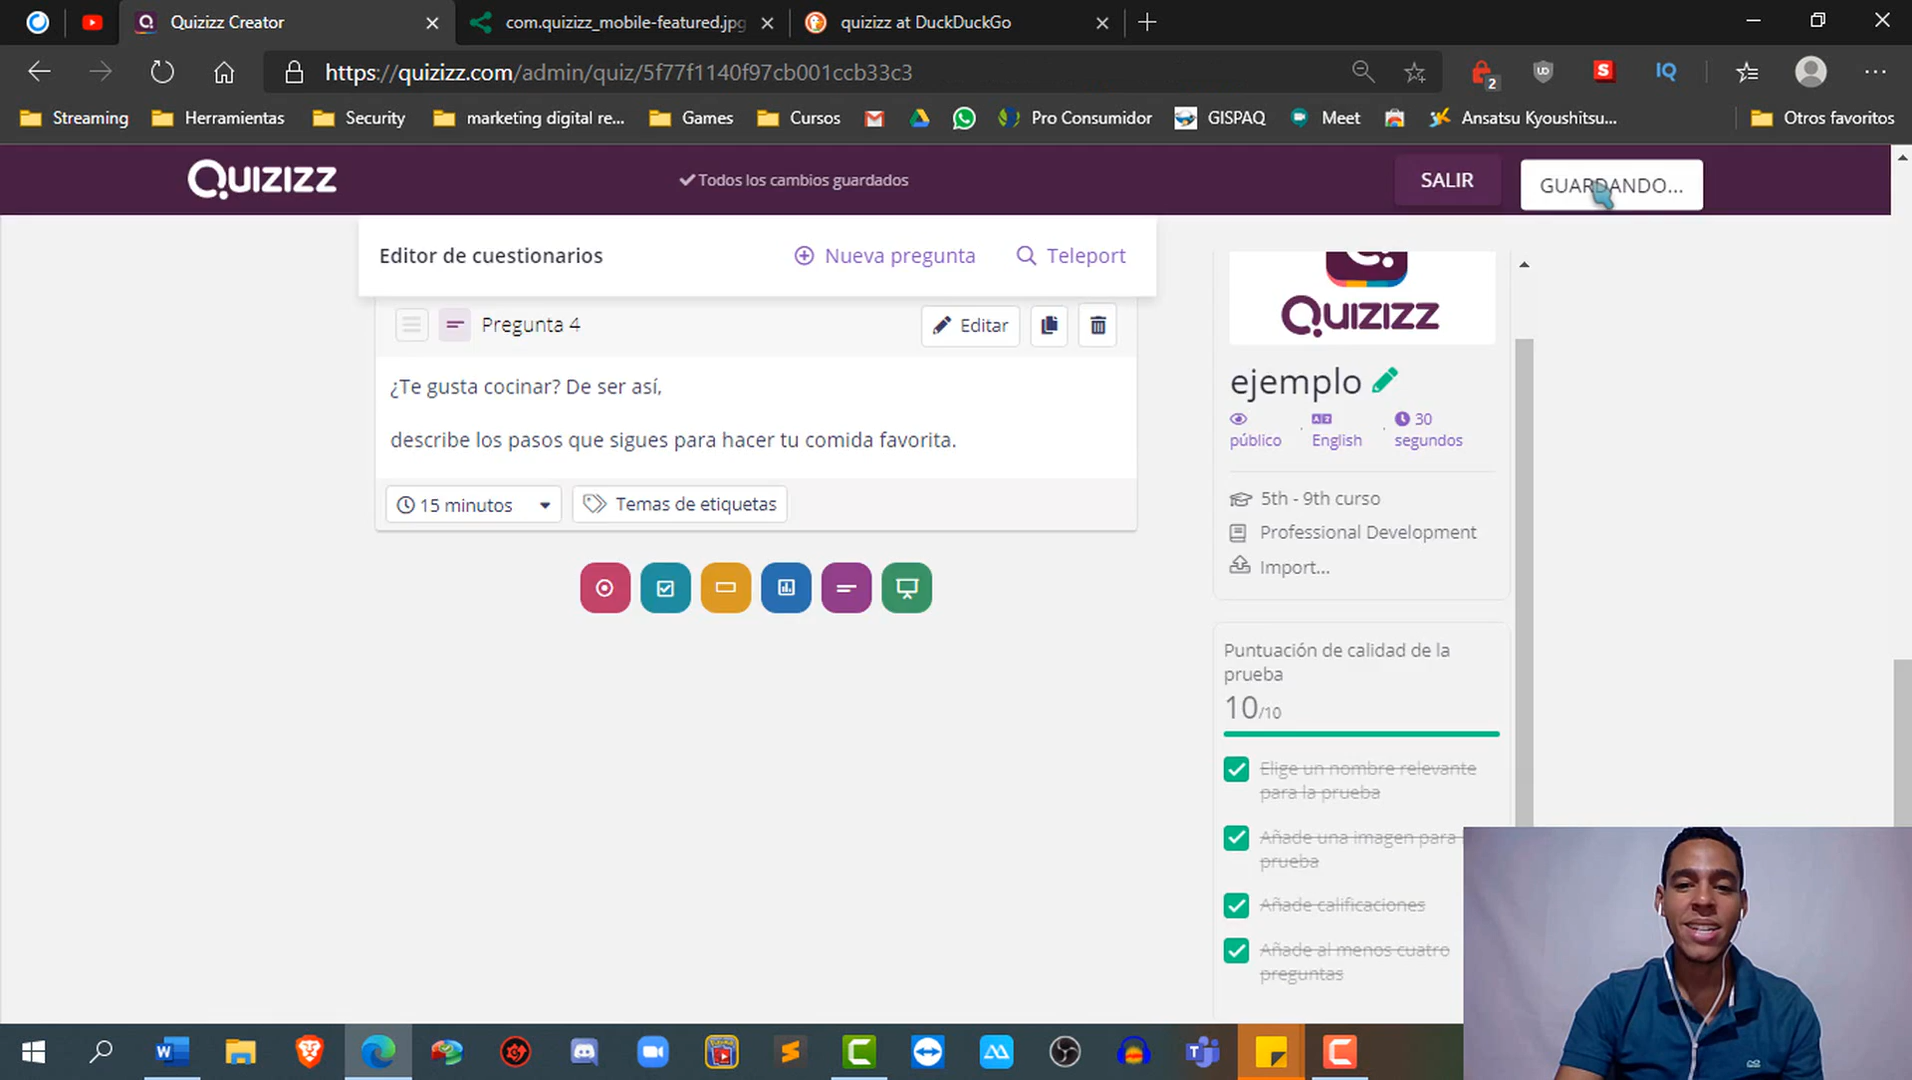 Quizizz Creator
com.quizizz_mobile-featured.jpg
quizizz at DuckDuckGo
https://quizizz.com/admin/quiz/5f77f1140f97cb001ccb33c3
2
UD
S
IQ
Streaming
Herramientas
Security
marketing digital re...
Games
Cursos
Pro Consumidor
GISPAQ
Meet
Ansatsu Kyoushitsu...
Otros favoritos
QUIZIZZ
Todos los cambios guardados
SALIR
GUARDANDO...
Editor de cuestionarios
Nueva pregunta
Teleport
Pregunta 4
Editar
¿Te gusta cocinar? De ser así,
describe los pasos que sigues para hacer tu comida favorita.
15 minutos
Temas de etiquetas
QUIZIZZ
ejemplo
público
English
30 segundos
5th - 9th curso
Professional Development
Import...
Puntuación de calidad de la
prueba
10/10
Elige un nombre relevante
para la prueba
Añade una imagen para
prueba
Añade calificaciones
Añade al menos cuatro
preguntas